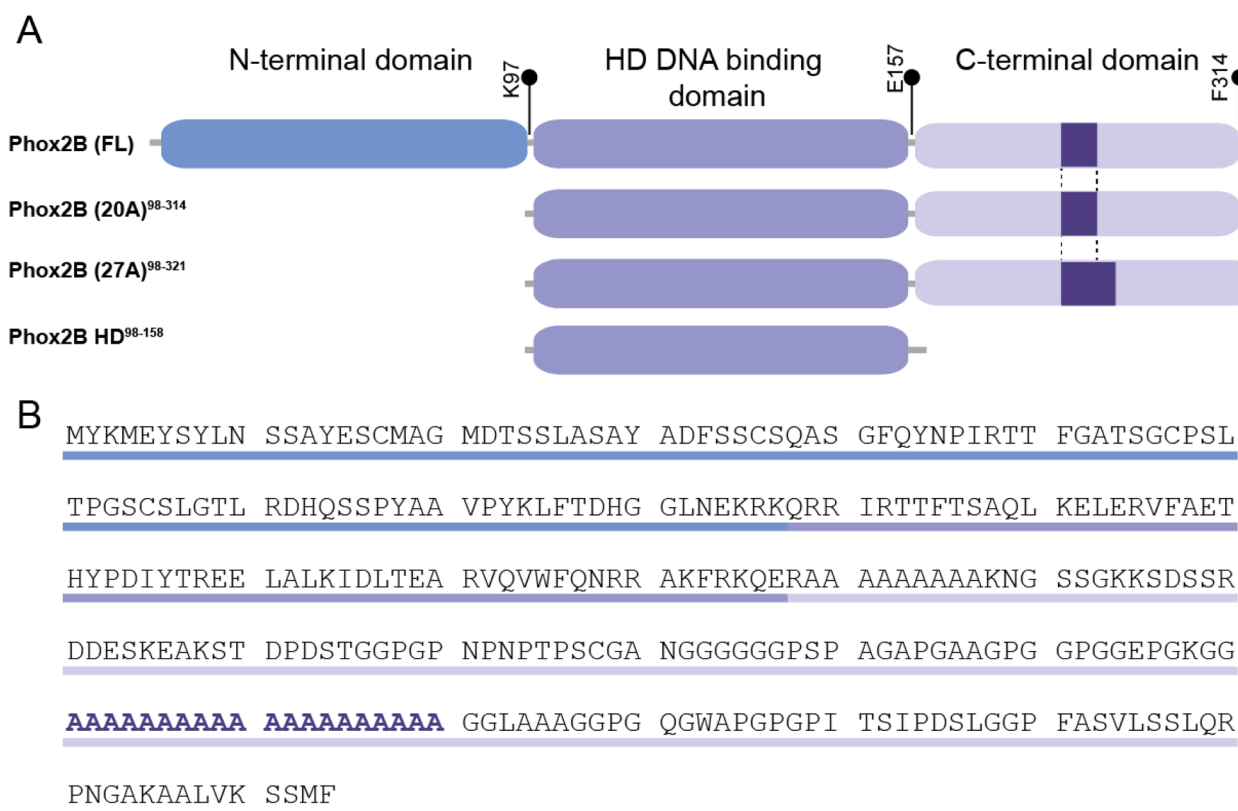 A
N-terminal domain
K97
HD DNA binding
domain
E157
C-terminal domain
F314
Phox2B (FL)
Phox2B (20A)98-314
Phox2B (27A)98-321
Phox2B HD98-158
B
MYKMEYSYLN SSAYESCMAG MDTSSLASAY ADFSSCSQAS GFQYNPIRTT FGATSGCPSL
TPGSCSLGTL RDHQSSPYAA VPYKLFTDHG GLNEKRKQRR IRTTFTSAQL KELERVFAET
HYPDIYTREE LALKIDLTEA RVQVWFQNRR AKFRKQERAA AAAAAAAKNG SSGKKSDSSR
DDESKEAKST DPDSTGGPGP NPNPTPSCGA NGGGGGGPSP AGAPGAAGPG GPGGEPGKGG
AAAAAAAAAA AAAAAAAAAA GGLAAAGGPG QGWAPGPGPI TSIPDSLGGP FASVLSSLQR
PNGAKAALVK SSMF